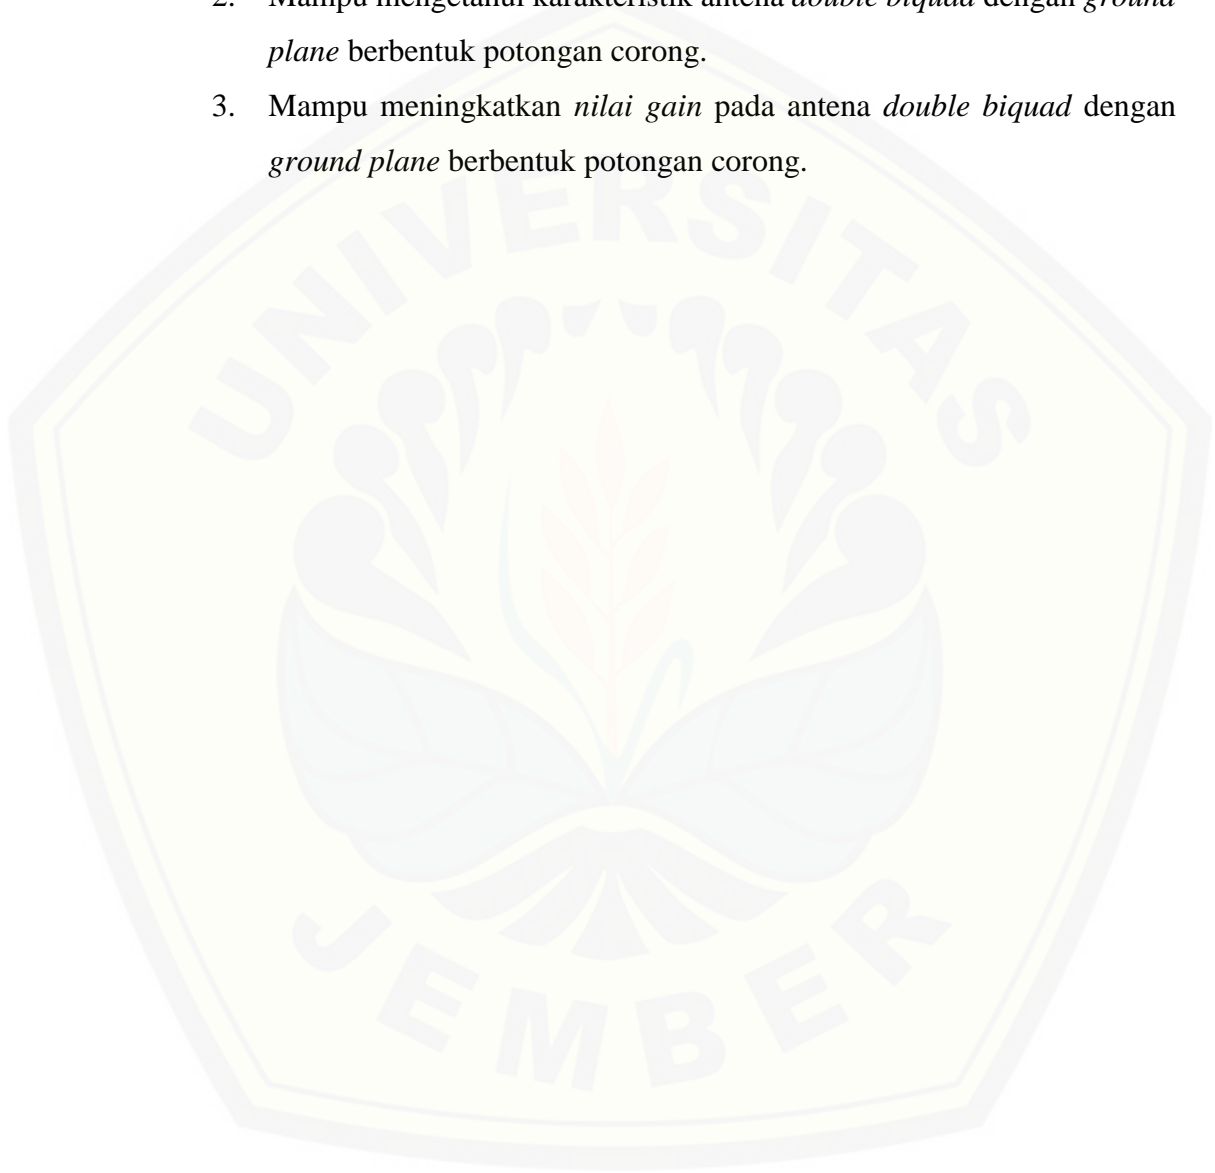 2. Mampu mengetahui karakteristik antena double biquad dengan ground
plane berbentuk potongan corong.
3. Mampu meningkatkan nilai gain pada antena double biquad dengan
ground plane berbentuk potongan corong.
UNIVERSITAS
JEMBER